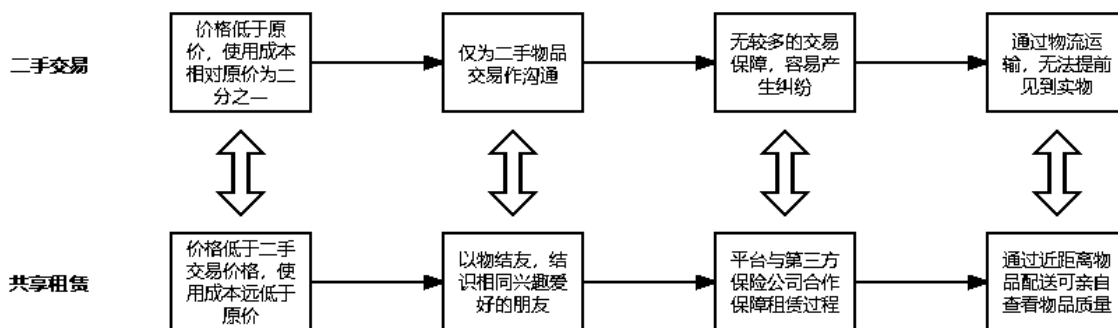 二手交易
价格低于原
价，使用成本
相对原价为二
分之一
仅为二手物品
交易作沟通
无较多的交易
保障，容易产
生纠纷
通过物流运
输，无法提前
见到实物
共享租赁
价格低于二手
交易价格，使
用成本远低于
原价
以物结友，结
识相同兴趣爱
好的朋友
平台与第三方
保险公司合作
保障租赁过程
通过近距离物
品配送可亲自
查看物品质量